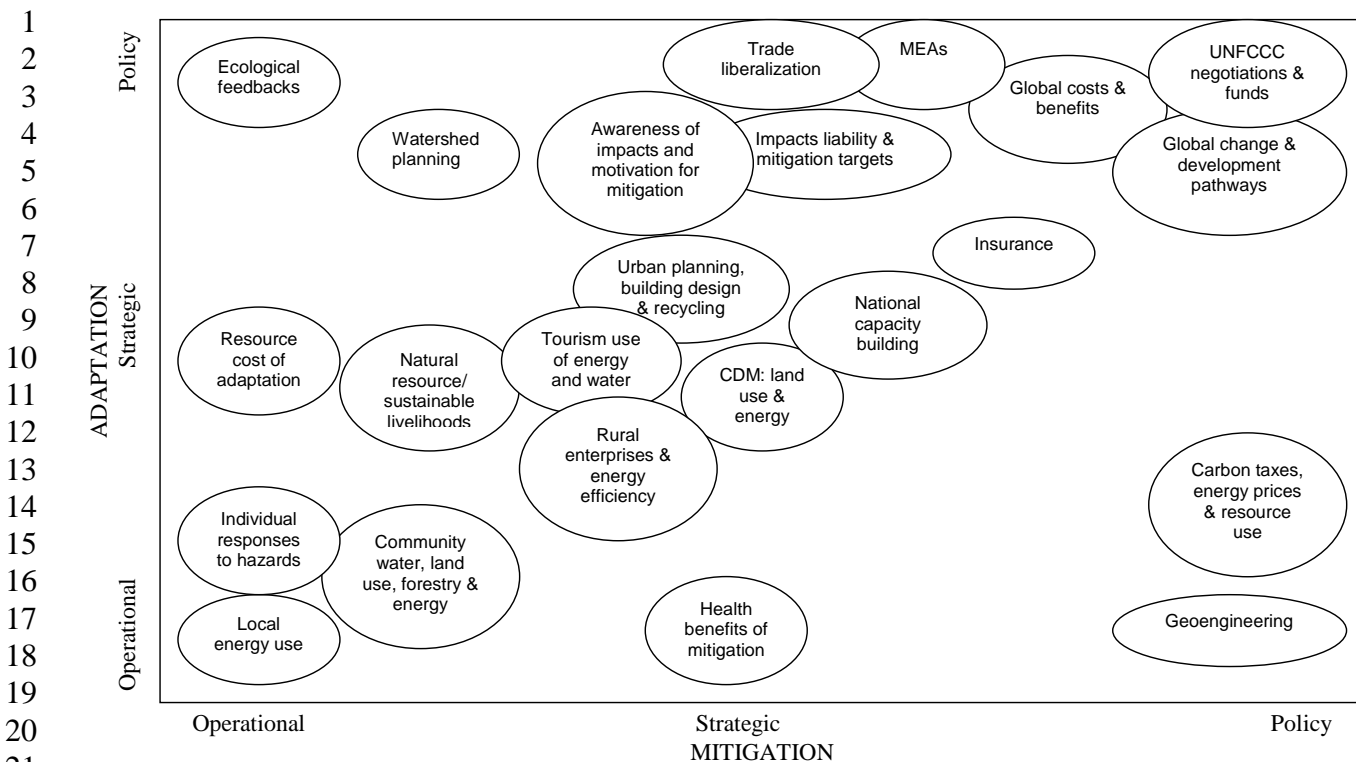 1
2
3
4
5
6
7
8
9
10
11
12
13
14
15
16
17
18
19
20
21
Policy
Strategic
Operational
ADAPTATION
Ecological
feedbacks
Trade
liberalization
MEAs
Global costs &
benefits
UNFCCC
negotiations &
funds
Watershed
planning
Awareness of
impacts and
motivation for
mitigation
Impacts liability &
mitigation targets
Global change &
development
pathways
Insurance
Urban planning,
building design
& recycling
National
capacity
building
Resource
cost of
adaptation
Natural
resource/
sustainable
livelihoods
Tourism use
of energy
and water
CDM: land
use &
energy
Rural
enterprises &
energy
efficiency
Carbon taxes,
energy prices
& resource
use
Individual
responses
to hazards
Community
water, land
use, forestry &
energy
Local
energy use
Health
benefits of
mitigation
Geoengineering
Operational
Strategic
Policy
MITIGATION